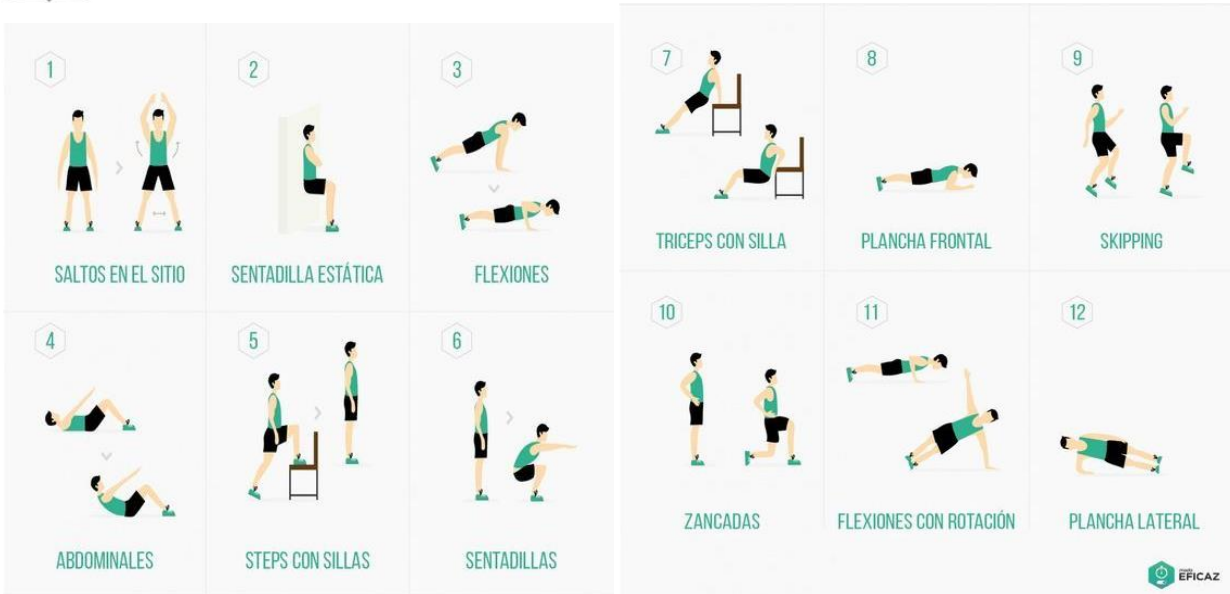 1
2
3
SALTOS EN EL SITIO
SENTADILLA ESTÁTICA
FLEXIONES
4
5
6
ABDOMINALES
STEPS CON SILLAS
SENTADILLAS
7
8
9
TRICEPS CON SILLA
PLANCHA FRONTAL
SKIPPING
10
11
12
ZANCADAS
FLEXIONES CON ROTACIÓN
PLANCHA LATERAL
EFICAZ